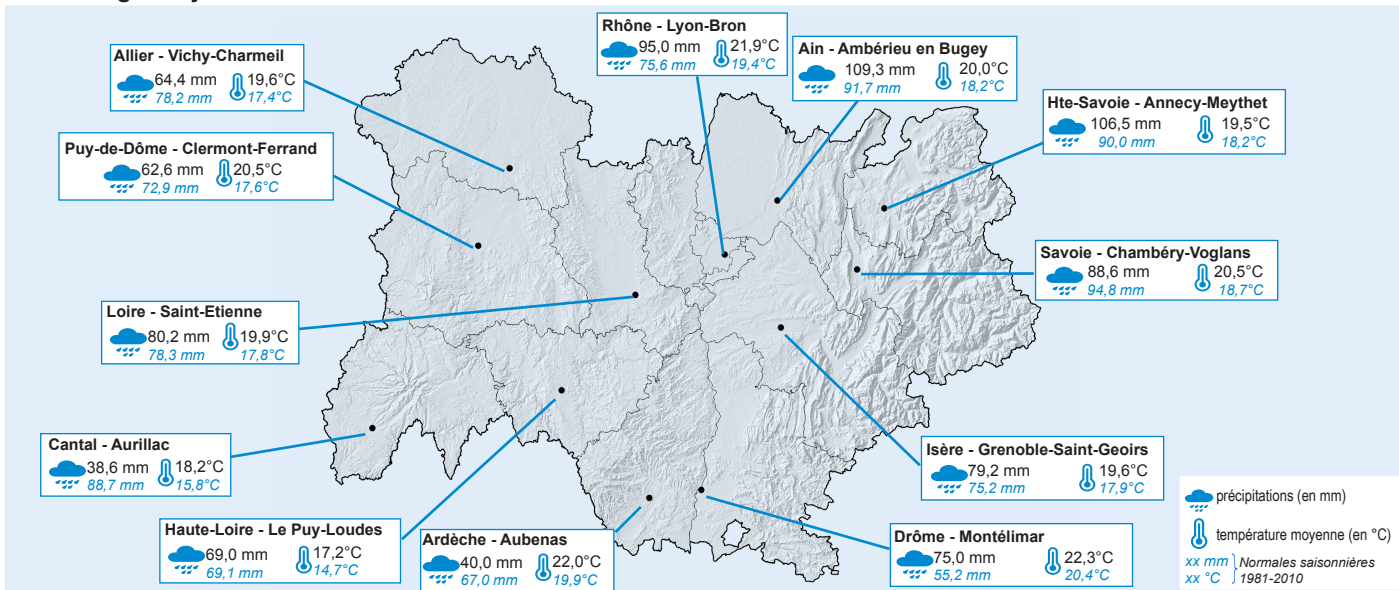 Rhône - Lyon-Bron
95,0 mm 21,9°C
75,6 mm 19,4°C
Allier - Vichy-Charmeil
64,4 mm 19,6°C
78,2 mm 17,4°C
Ain - Ambérieu en Bugey
109,3 mm 20,0°C
91,7 mm 18,2°C
Hte-Savoie - Annecy-Meythet
106,5 mm 19,5°C
90,0 mm 18,2°C
Puy-de-Dôme - Clermont-Ferrand
62,6 mm 20,5°C
72,9 mm 17,6°C
Savoie - Chambéry-Voglans
88,6 mm 20,5°C
94,8 mm 18,7°C
Loire - Saint-Etienne
80,2 mm 19,9°C
78,3 mm 17,8°C
Cantal - Aurillac
38,6 mm 18,2°C
88,7 mm 15,8°C
Isère - Grenoble-Saint-Geoirs
79,2 mm 19,6°C
75,2 mm 17,9°C
Haute-Loire - Le Puy-Loudes
69,0 mm 17,2°C
69,1 mm 14,7°C
Ardèche - Aubenas
40,0 mm 22,0°C
67,0 mm 19,9°C
Drôme - Montélimar
75,0 mm 22,3°C
55,2 mm 20,4°C
précipitations (en mm)
température moyenne (en °C)
xx mm Normales saisonnières
xx °C 1981-2010